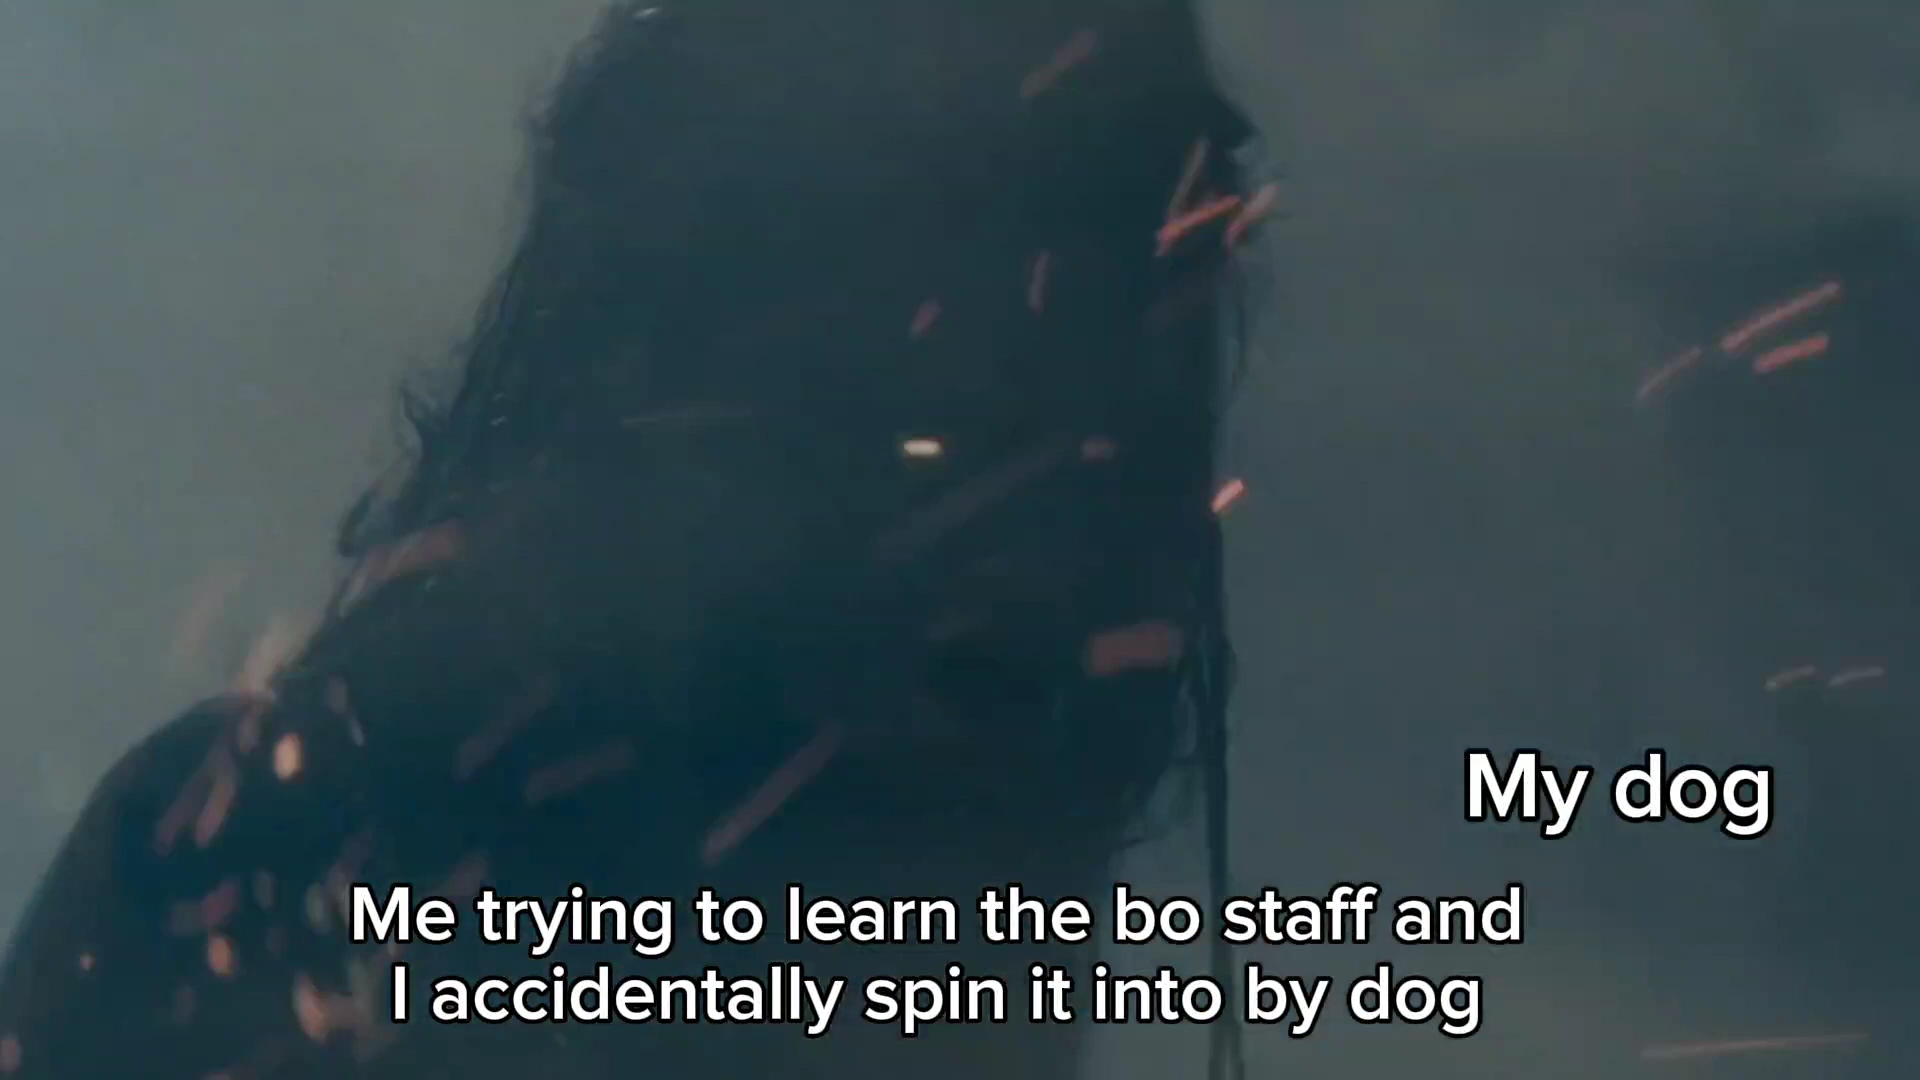 My dog
Me trying to learn the bo staff and
I accidentally spin it into by dog